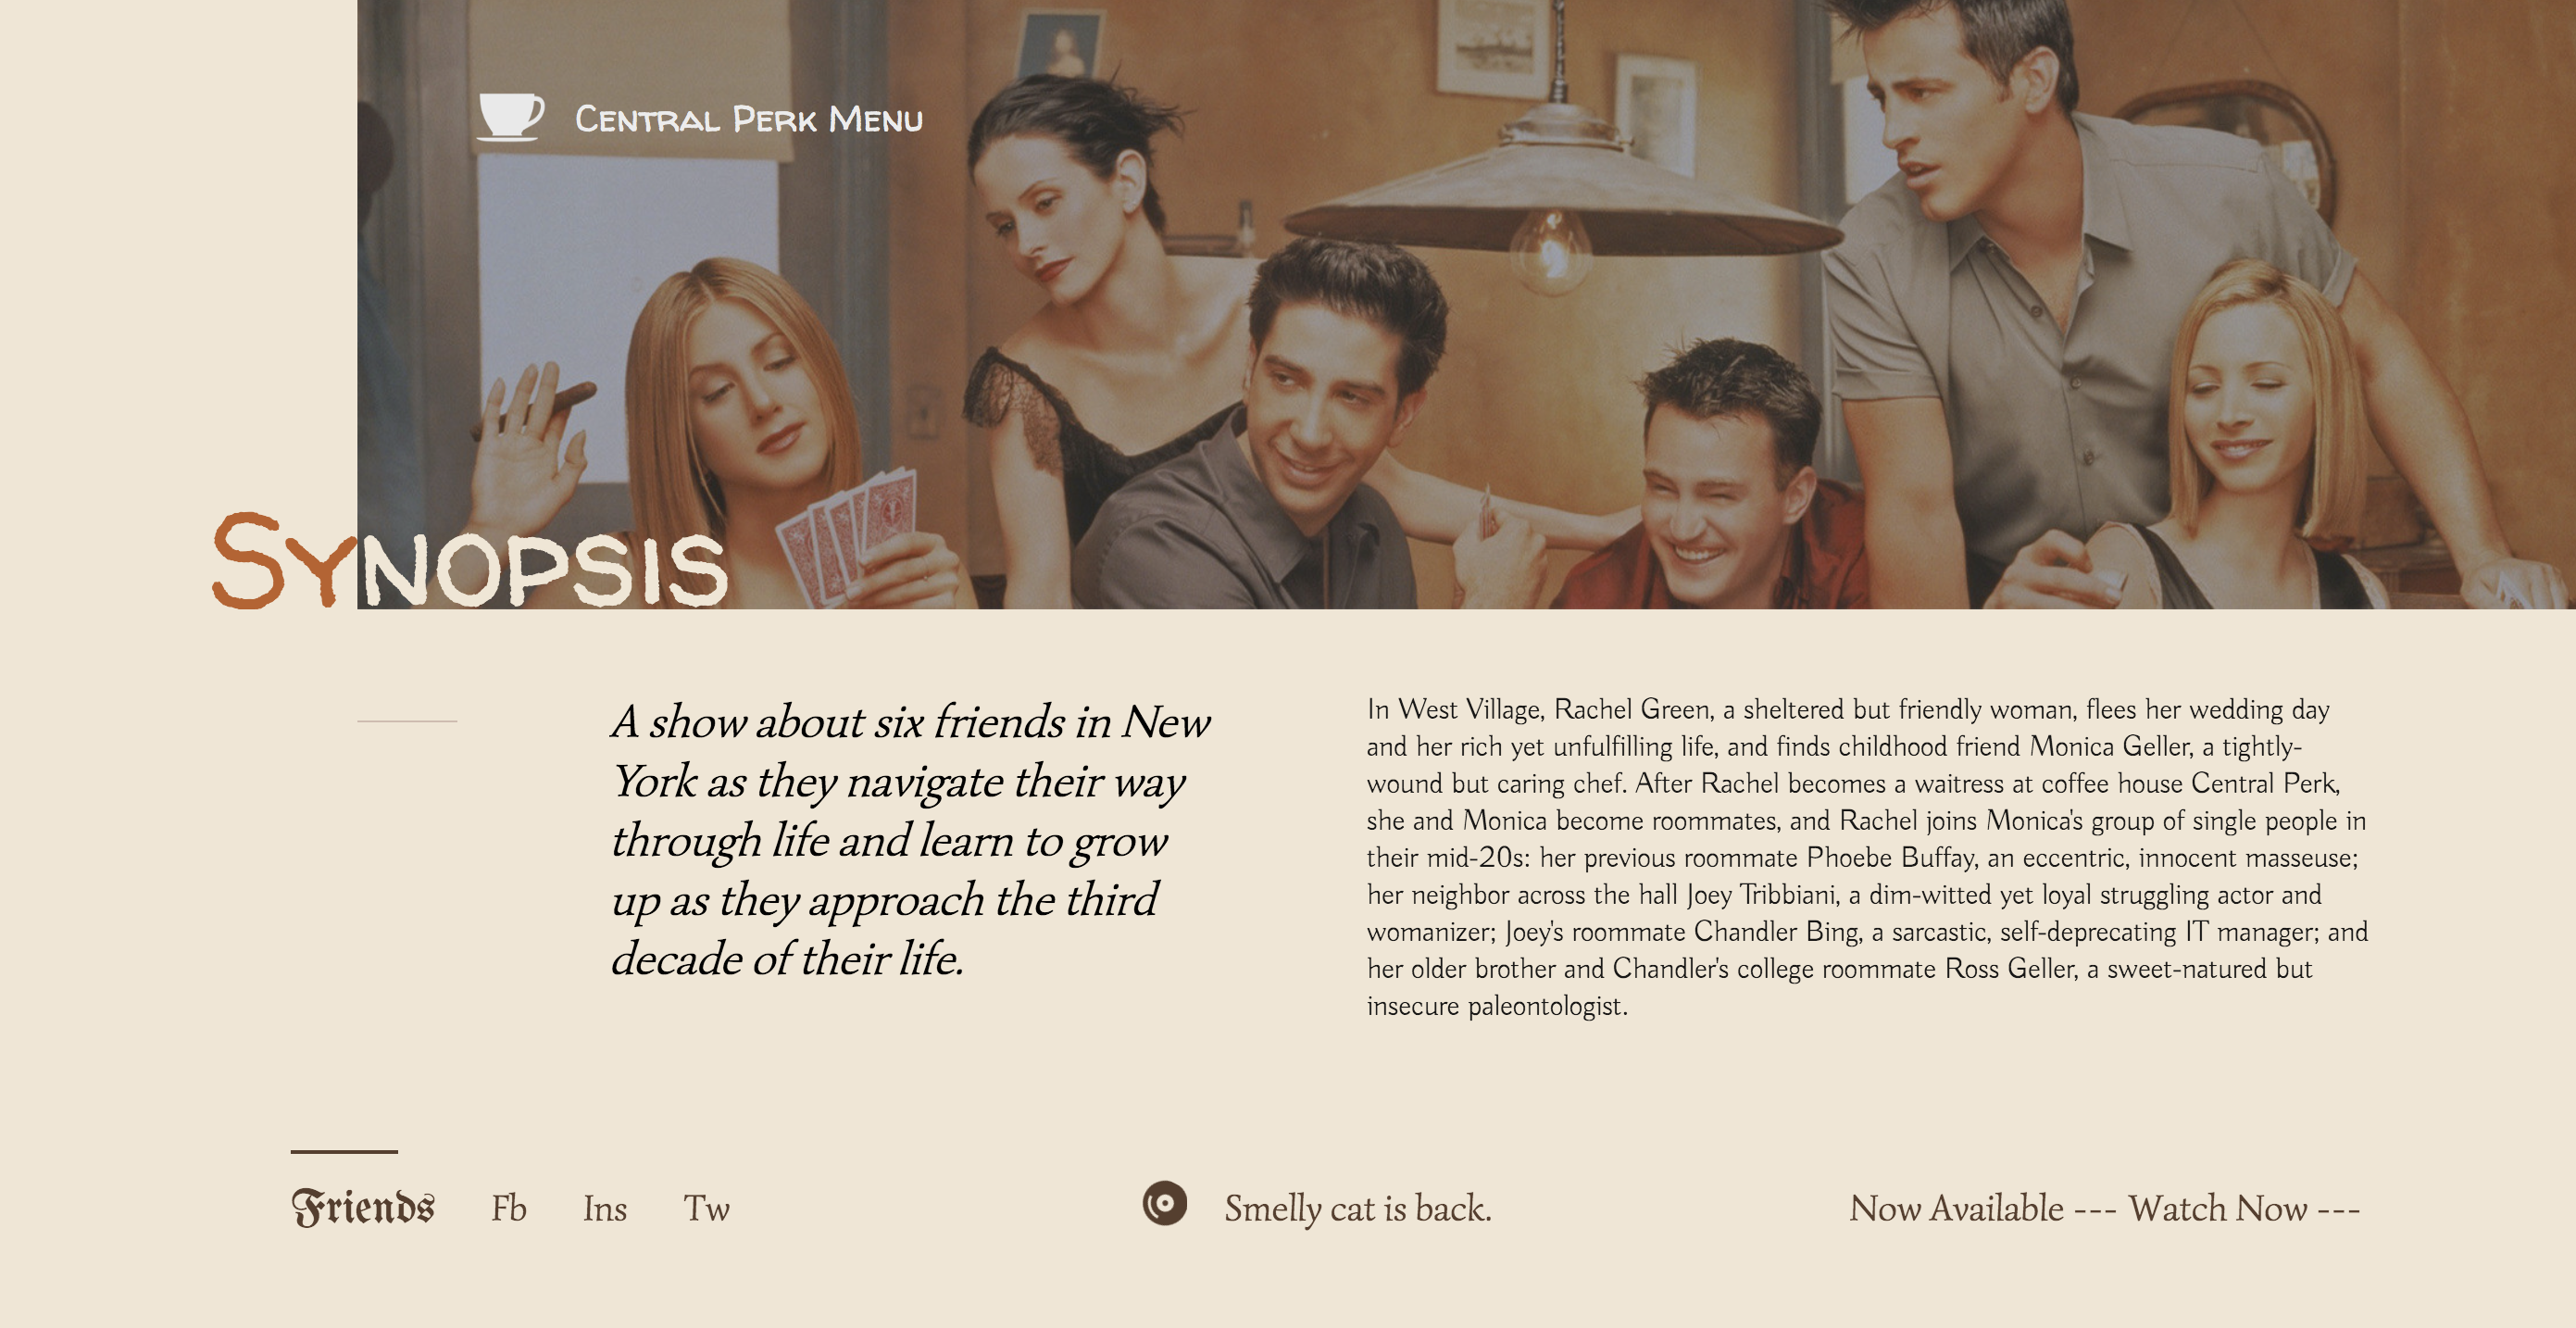 Central Perk Menu
Synopsis
A show about six friends in New
York as they navigate their way
through life and learn to grow
up as they approach the third
decade of their life.
In West Village, Rachel Green, a sheltered but friendly woman, flees her wedding day
and her rich yet unfulfilling life, and finds childhood friend Monica Geller, a tightly-
wound but caring chef. After Rachel becomes a waitress at coffee house Central Perk,
she and Monica become roommates, and Rachel joins Monica's group of single people in
their mid-20s: her previous roommate Phoebe Buffay, an eccentric, innocent masseuse;
her neighbor across the hall Joey Tribbiani, a dim-witted yet loyal struggling actor and
womanizer; Joey's roommate Chandler Bing, a sarcastic, self-deprecating IT manager; and
her older brother and Chandler's college roommate Ross Geller, a sweet-natured but
insecure paleontologist.
Friends Fb Ins Tw
Smelly cat is back.
Now Available --- Watch Now ---